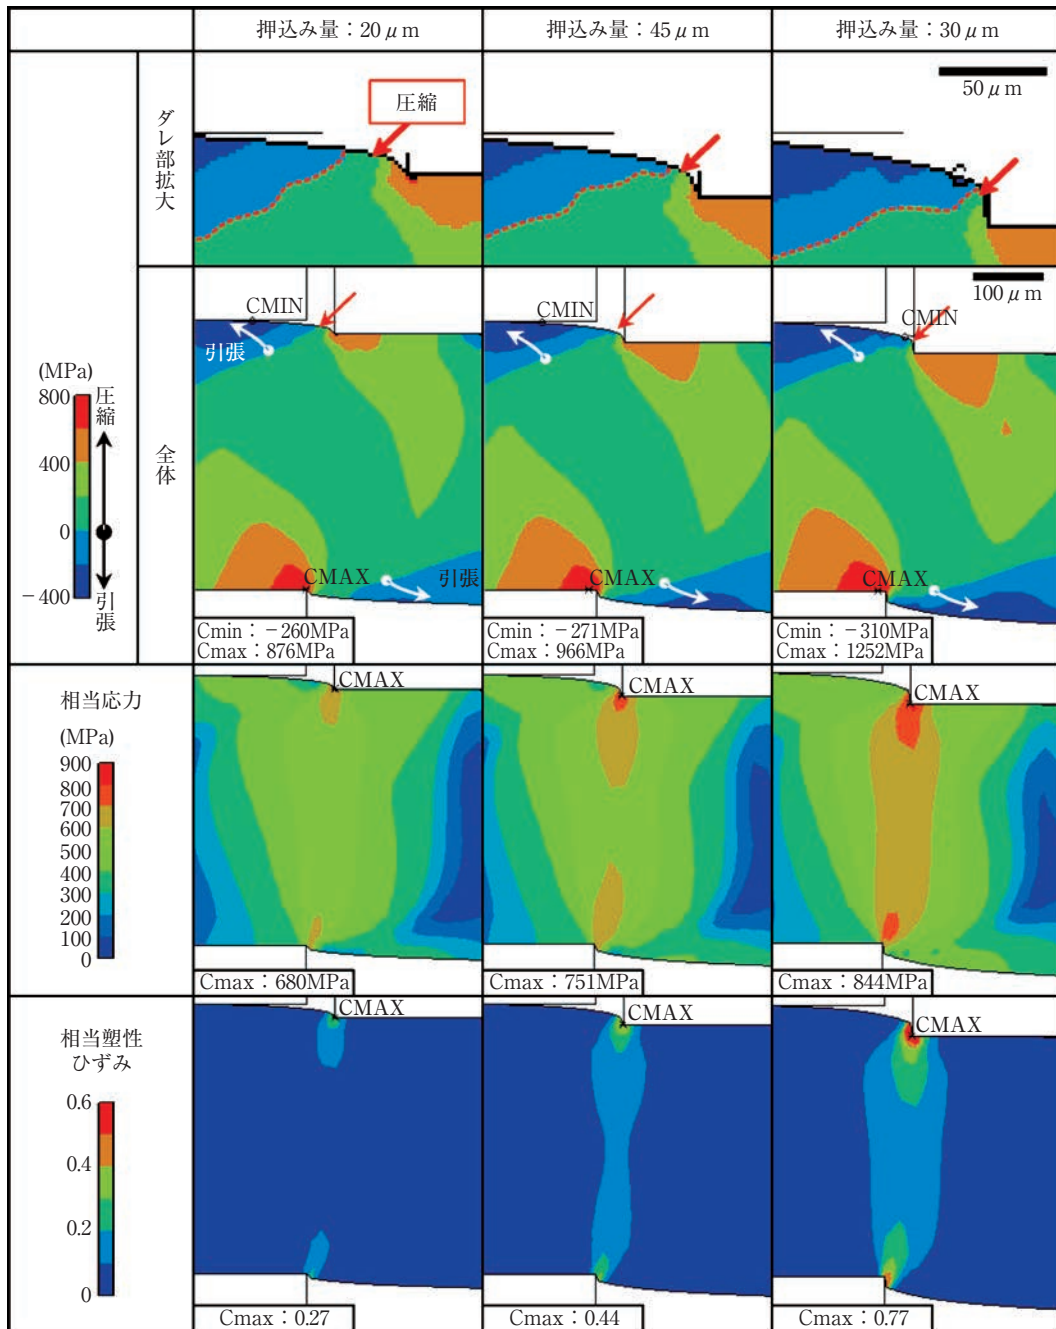 押込み量：20μm
押込み量：45μm
押込み量：30μm
ダレ部拡大
圧縮
50μm
全体
100μm
(MPa)
800
400
0
−400
圧縮
引張
CMIN
引張
引張
CMAX
Cmin：−260MPa
Cmax：876MPa
CMIN
CMAX
Cmin：−271MPa
Cmax：966MPa
CMIN
CMAX
Cmin：−310MPa
Cmax：1252MPa
相当応力
(MPa)
900
800
700
600
500
400
300
200
100
0
CMAX
Cmax：680MPa
CMAX
Cmax：751MPa
CMAX
Cmax：844MPa
相当塑性
ひずみ
0.6
0.4
0.2
0
CMAX
Cmax：0.27
CMAX
Cmax：0.44
CMAX
Cmax：0.77